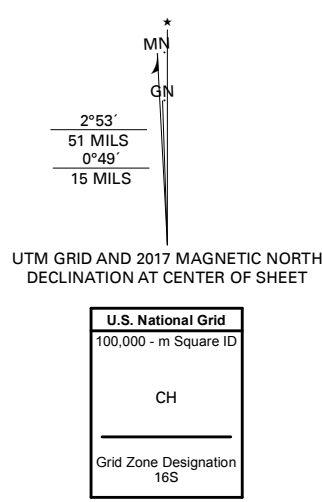 ★
MN
GN
2°53´
51 MILS
0°49´
15 MILS
UTM GRID AND 2017 MAGNETIC NORTH
DECLINATION AT CENTER OF SHEET
U.S. National Grid
100,000 - m Square ID
CH
Grid Zone Designation
16S